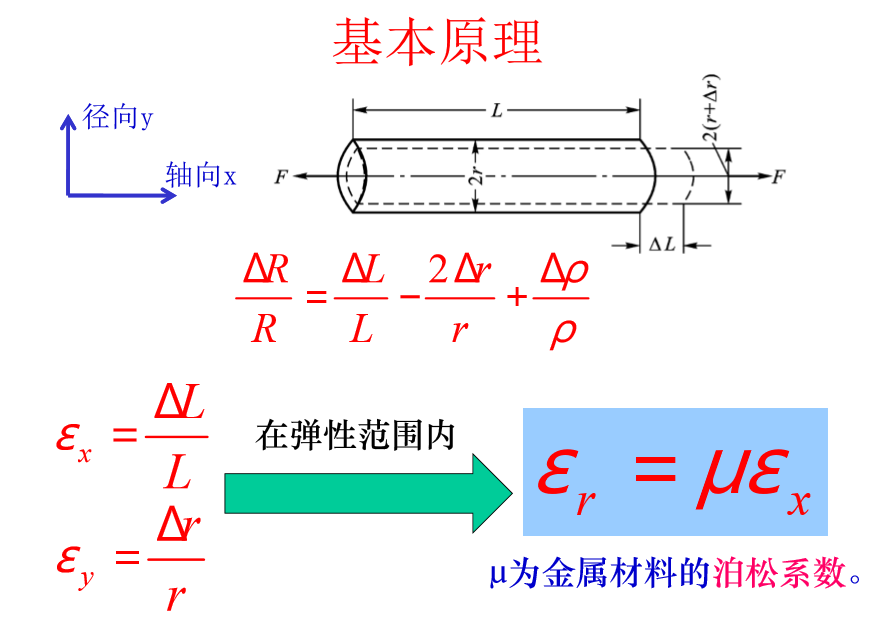 基本原理
径向y
轴向x
L
2(r+Δr)
F
2r
F
ΔL
ΔR/R = ΔL/L − 2Δr/r + Δρ/ρ
εx = ΔL/L
在弹性范围内
εr = μεx
εy = Δr/r
μ为金属材料的泊松系数。